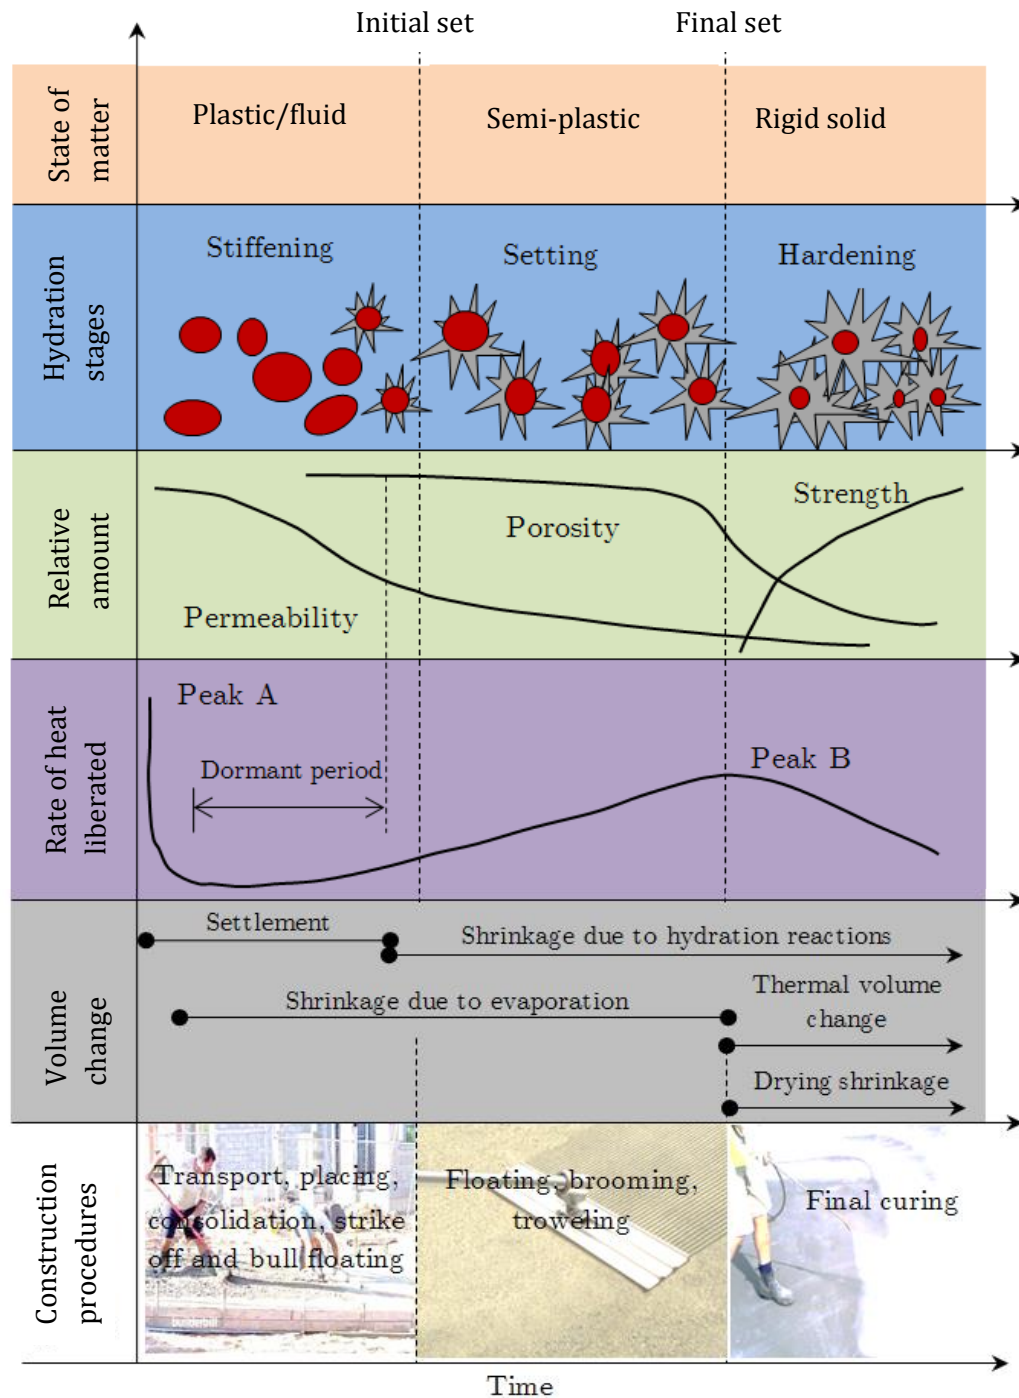 Initial set
Final set
State of
matter
Plastic/fluid
Semi-plastic
Rigid solid
Hydration
stages
Stiffening
Setting
Hardening
Relative
amount
Permeability
Porosity
Strength
Rate of heat
liberated
Peak A
Dormant period
Peak B
Volume
change
Settlement
Shrinkage due to hydration reactions
Shrinkage due to evaporation
Thermal volume
change
Drying shrinkage
Construction
procedures
Transport, placing,
consolidation, strike
off and bull floating
Floating, brooming,
troweling
Final curing
Time